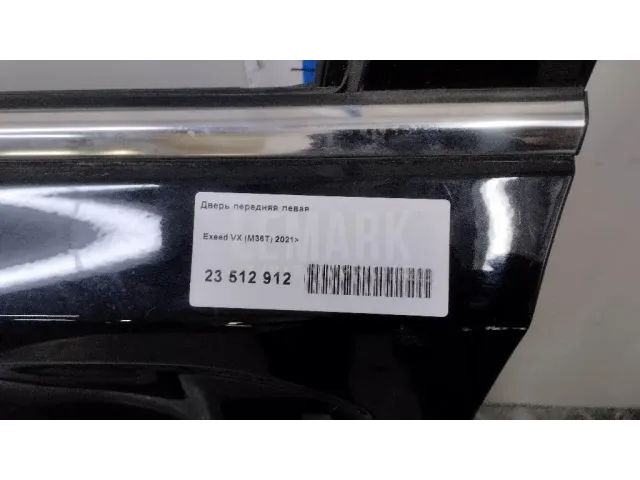 Дверь передняя левая
Exeed VX (M36T) 2021>
23 512 912